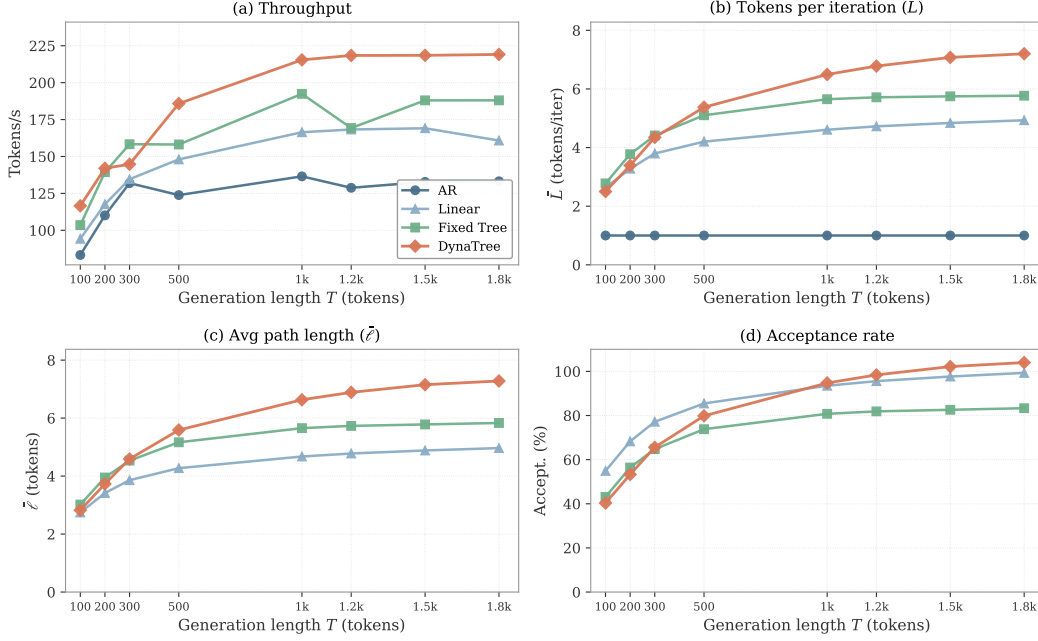 (a) Throughput
225
200
175
150
125
100
Tokens/s
100 200 300 500 1k 1.2k 1.5k 1.8k
Generation length T (tokens)
AR
Linear
Fixed Tree
DynaTree
(b) Tokens per iteration (L)
8
6
4
2
0
L̄ (tokens/iter)
100 200 300 500 1k 1.2k 1.5k 1.8k
Generation length T (tokens)
(c) Avg path length (ℓ̄)
8
6
4
2
0
ℓ̄ (tokens)
100 200 300 500 1k 1.2k 1.5k 1.8k
Generation length T (tokens)
(d) Acceptance rate
100
80
60
40
20
0
Accept. (%)
100 200 300 500 1k 1.2k 1.5k 1.8k
Generation length T (tokens)